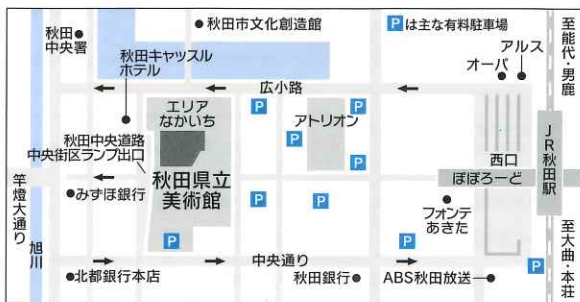 秋田市文化創造館
Pは主な有料駐車場
至能代・男鹿
秋田
中央署
秋田キャッスル
ホテル
アルス
オーパ
広小路
エリア
なかいち
P
アトリオン
P
P
P
秋田中央道路
中央街区ランプ出口
秋田県立
美術館
西口
ぽぽろーど
JR秋田駅
竿燈大通り
みずほ銀行
P
P
フォンテ
あきた
旭川
P
中央通り
P
P
至大曲・本荘
北都銀行本店
秋田銀行
ABS秋田放送